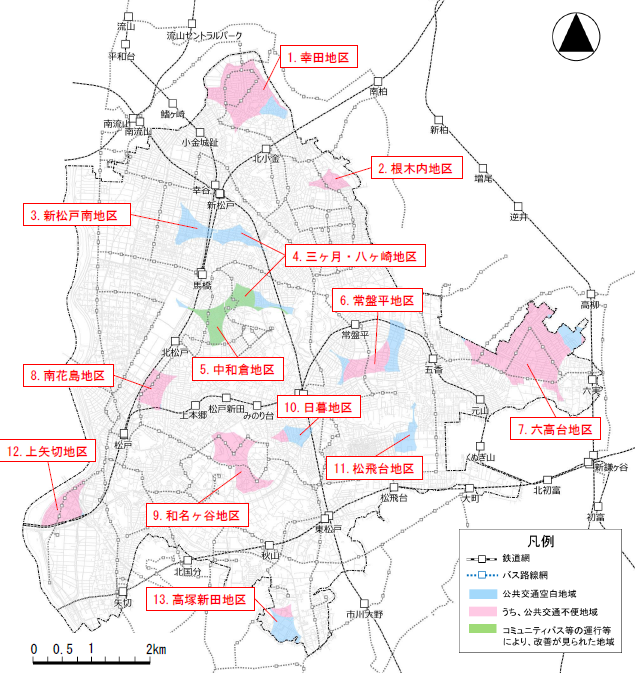 流山
流山セントラルパーク
平和台
1. 幸田地区
南柏
鰭ヶ崎
南流山
南流山
小金城趾
新柏
北小金
2. 根木内地区
増尾
幸谷
新松戸
3. 新松戸南地区
逆井
4. 三ヶ月・八ヶ崎地区
馬橋
6. 常盤平地区
高柳
常盤平
北松戸
5. 中和倉地区
五香
8. 南花島地区
六実
元山
松戸新田
上本郷
みのり台
10. 日暮地区
7. 六高台地区
松戸
12. 上矢切地区
くぬぎ山
11. 松飛台地区
新鎌ヶ谷
北初富
松飛台
大町
9. 和名ヶ谷地区
東松戸
初富
凡例
秋山
鉄道網
北国分
バス路線網
矢切
13. 高塚新田地区
市川大野
公共交通空白地域
うち、公共交通不便地域
コミュニティバス等の運行等
により、改善が見られた地域
0 0.5 1 2km